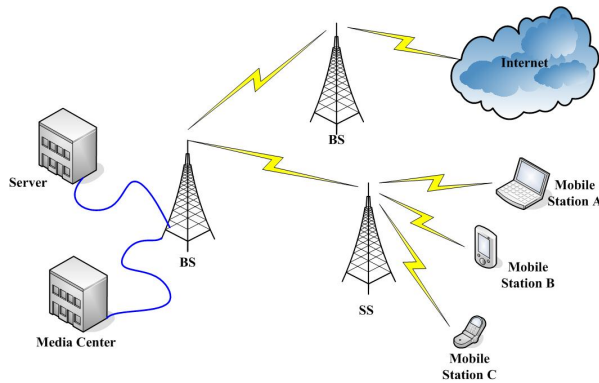 Internet
BS
Server
Mobile
Station A
BS
Mobile
Station B
SS
Media Center
Mobile
Station C